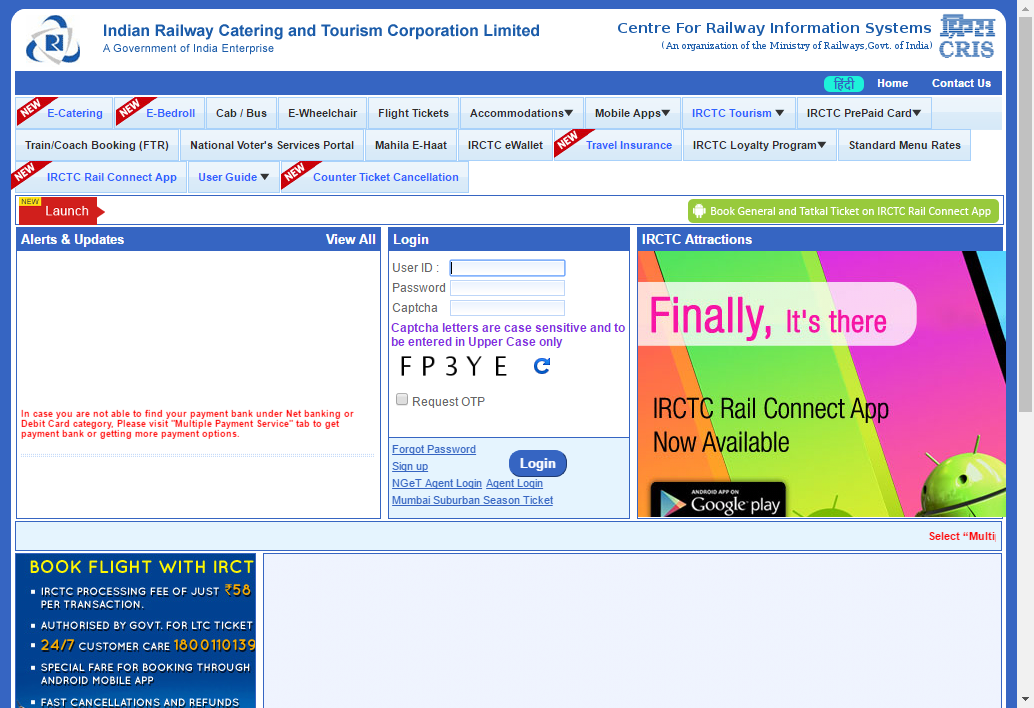 Indian Railway Catering and Tourism Corporation Limited
A Government of India Enterprise
Centre For Railway Information Systems
(An organization of the Ministry of Railways,Govt. of India)
CRIS
हिंदी Home Contact Us
NEW E-Catering NEW E-Bedroll Cab / Bus E-Wheelchair Flight Tickets Accommodations▼ Mobile Apps▼ IRCTC Tourism ▼ IRCTC PrePaid Card▼
Train/Coach Booking (FTR) National Voter's Services Portal Mahila E-Haat IRCTC eWallet NEW Travel Insurance IRCTC Loyalty Program▼ Standard Menu Rates
NEW IRCTC Rail Connect App User Guide ▼ NEW Counter Ticket Cancellation
NEW
Launch
Book General and Tatkal Ticket on IRCTC Rail Connect App
Alerts & Updates View All
In case you are not able to find your payment bank under Net banking or
Debit Card category, Please visit "Multiple Payment Service" tab to get
payment bank or getting more payment options.
Login
User ID :
Password
Captcha
Captcha letters are case sensitive and to
be entered in Upper Case only
F P 3 Y E
Request OTP
Forgot Password
Sign up
Login
NGeT Agent Login Agent Login
Mumbai Suburban Season Ticket
IRCTC Attractions
Finally, It's there
IRCTC Rail Connect App
Now Available
ANDROID APP ON
Google play
Select “Multi
BOOK FLIGHT WITH IRCT
IRCTC PROCESSING FEE OF JUST ₹58
PER TRANSACTION.
AUTHORISED BY GOVT. FOR LTC TICKET
24/7 CUSTOMER CARE 1800110139
SPECIAL FARE FOR BOOKING THROUGH
ANDROID MOBILE APP
FAST CANCELLATIONS AND REFUNDS